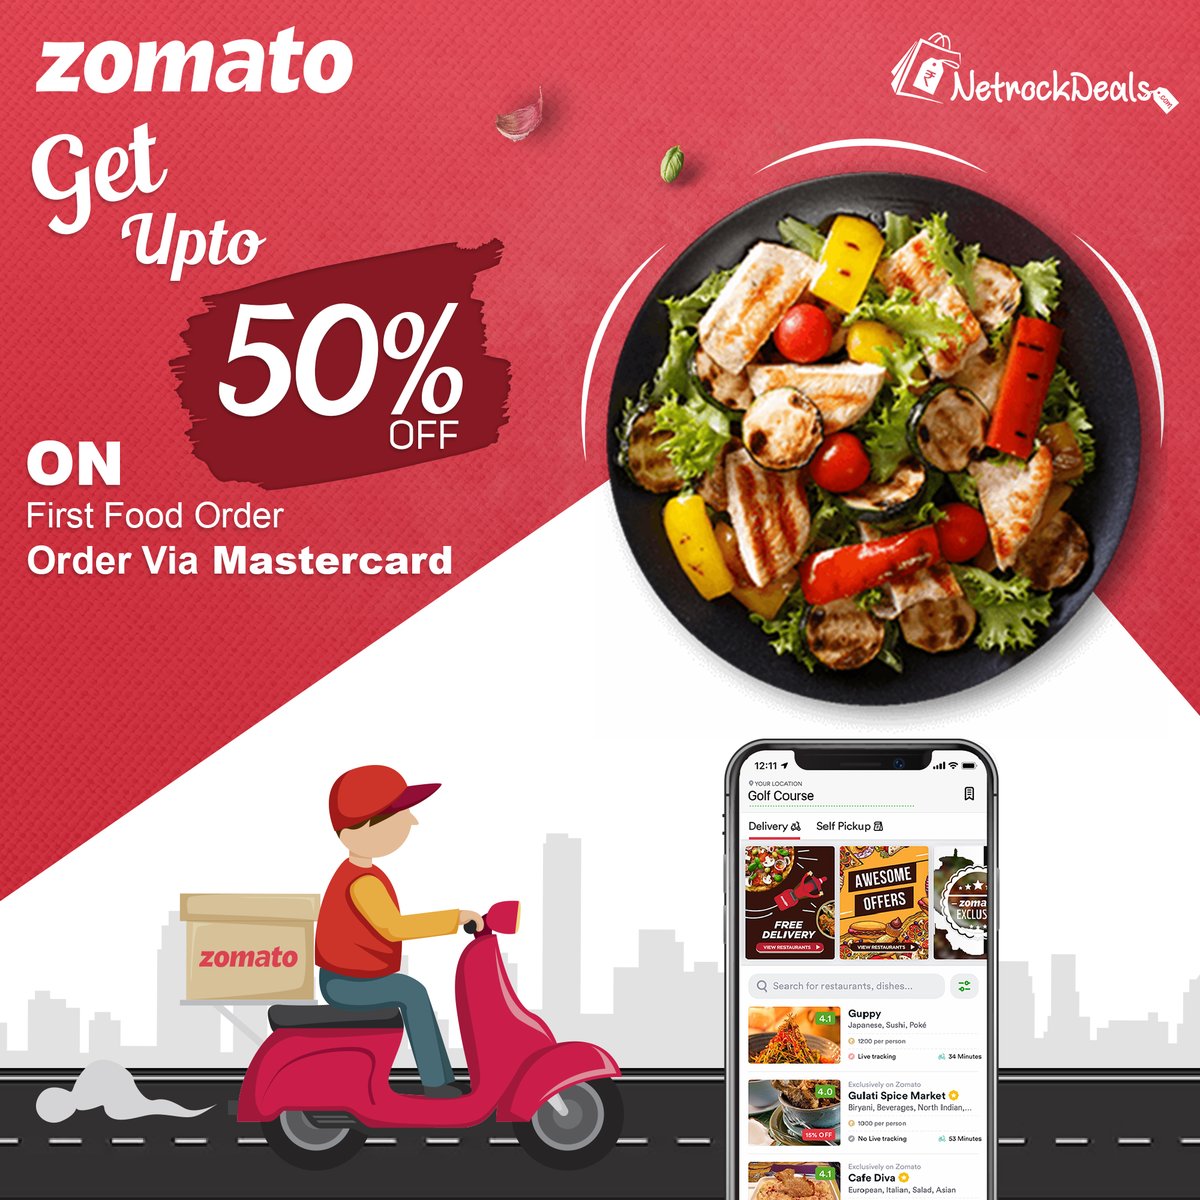 zomato
NetrockDeals.com
₹
Get
Upto
50%
OFF
ON
First Food Order
Order Via Mastercard
zomato
12:11
YOUR LOCATION
Golf Course
Delivery
Self Pickup
FREE
DELIVERY
VIEW RESTAURANTS
AWESOME
OFFERS
VIEW RESTAURANTS
zoma
EXCLUS
Search for restaurants, dishes...
4.1
Guppy
Japanese, Sushi, Poké
₹ 1200 per person
Live tracking
34 Minutes
Exclusively on Zomato
4.0
Gulati Spice Market
Biryani, Beverages, North Indian,...
₹ 1000 per person
15% OFF
No Live tracking
53 Minutes
Exclusively on Zomato
4.1
Cafe Diva
European, Italian, Salad, Asian